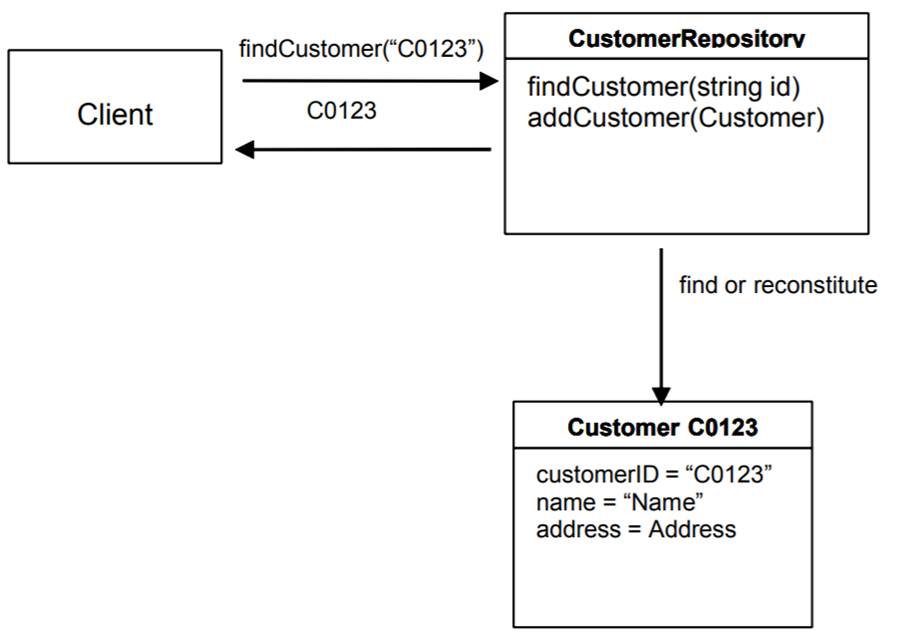 findCustomer(“C0123”)
Client
C0123
CustomerRepository
findCustomer(string id)
addCustomer(Customer)
find or reconstitute
Customer C0123
customerID = “C0123”
name = “Name”
address = Address